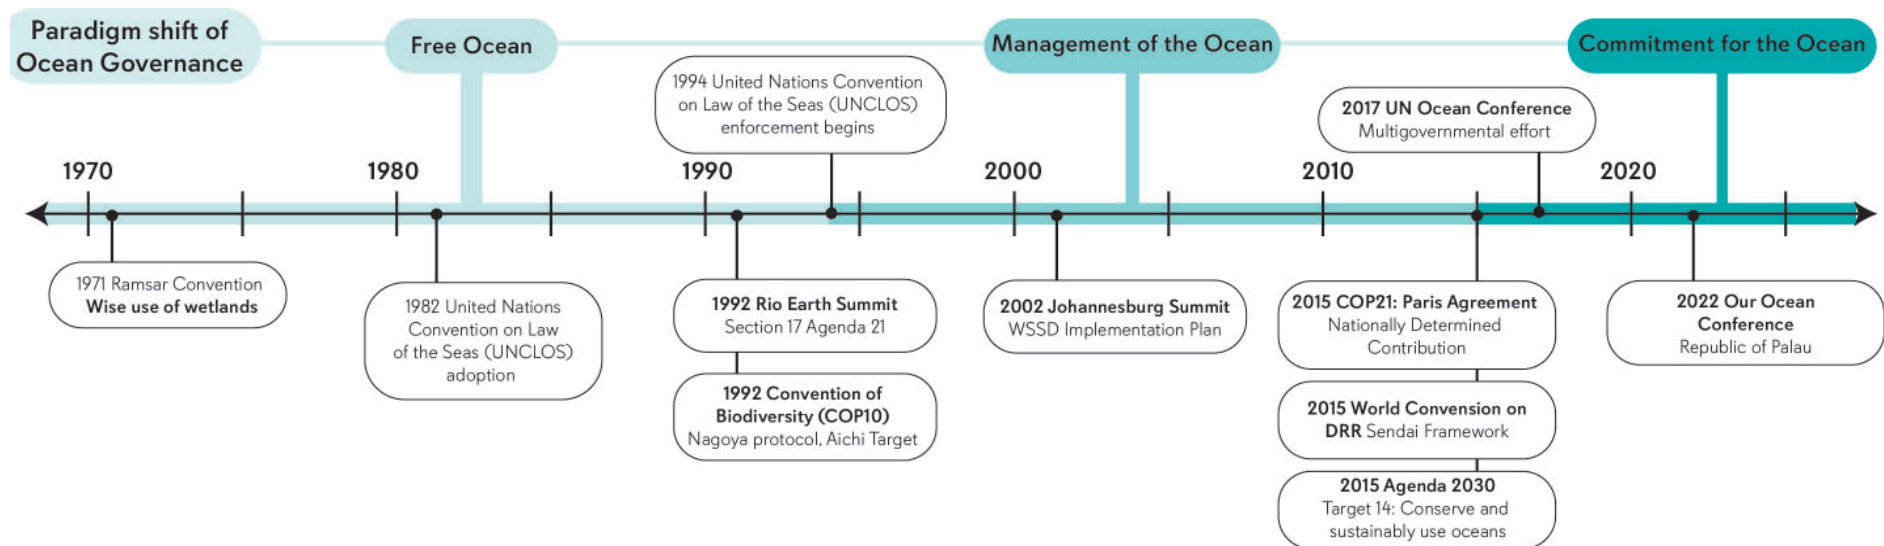 Paradigm shift of
Ocean Governance
Free Ocean
Management of the Ocean
Commitment for the Ocean
1994 United Nations Convention
on Law of the Seas (UNCLOS)
enforcement begins
2017 UN Ocean Conference
Multigovernmental effort
1970
1980
1990
2000
2010
2020
1971 Ramsar Convention
Wise use of wetlands
1982 United Nations
Convention on Law
of the Seas (UNCLOS)
adoption
1992 Rio Earth Summit
Section 17 Agenda 21
1992 Convention of
Biodiversity (COP10)
Nagoya protocol, Aichi Target
2002 Johannesburg Summit
WSSD Implementation Plan
2015 COP21: Paris Agreement
Nationally Determined
Contribution
2015 World Convension on
DRR Sendai Framework
2015 Agenda 2030
Target 14: Conserve and
sustainably use oceans
2022 Our Ocean
Conference
Republic of Palau